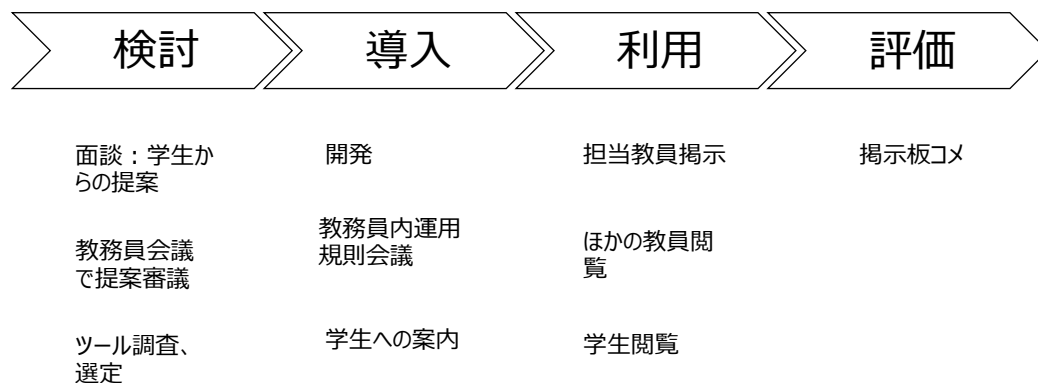 検討
導入
利用
評価
面談：学生か
らの提案
教務員会議
で提案審議
ツール調査、
選定
開発
教務員内運用
規則会議
学生への案内
担当教員掲示
ほかの教員閲
覧
学生閲覧
掲示板コメ